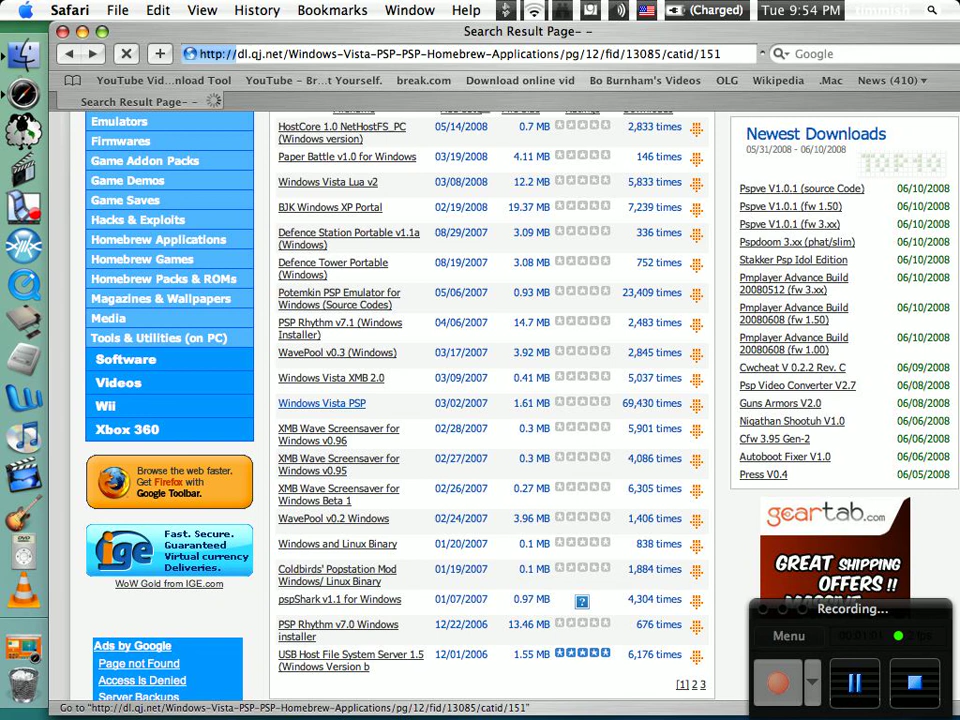 Safari File Edit View History Bookmarks Window Help (Charged) Tue 9:54 PM timmish
Search Result Page- -
http://dl.qj.net/Windows-Vista-PSP-PSP-Homebrew-Applications/pg/12/fid/13085/catid/151 Google
YouTube Vid...nload Tool YouTube – Br...t Yourself. break.com Download online vid Bo Burnham's Videos OLG Wikipedia .Mac News (410)
Search Result Page- -
Emulators
Firmwares
Game Addon Packs
Game Demos
Game Saves
Hacks & Exploits
Homebrew Applications
Homebrew Games
Homebrew Packs & ROMs
Magazines & Wallpapers
Media
Tools & Utilities (on PC)
Software
Videos
Wii
Xbox 360
Browse the web faster.
Get Firefox with
Google Toolbar.
ige Fast. Secure.
Guaranteed
Virtual currency
Deliveries.
WoW Gold from IGE.com
Ads by Google
Page not Found
Access is Denied
Server Backups
HostCore 1.0 NetHostFS_PC (Windows version) 05/14/2008 0.7 MB 2,833 times
Paper Battle v1.0 for Windows 03/19/2008 4.11 MB 146 times
Windows Vista Lua v2 03/08/2008 12.2 MB 5,833 times
BJK Windows XP Portal 02/19/2008 19.37 MB 7,239 times
Defence Station Portable v1.1a (Windows) 08/29/2007 3.09 MB 336 times
Defence Tower Portable (Windows) 08/19/2007 3.08 MB 752 times
Potemkin PSP Emulator for Windows (Source Codes) 05/06/2007 0.93 MB 23,409 times
PSP Rhythm v7.1 (Windows Installer) 04/06/2007 14.7 MB 2,483 times
WavePool v0.3 (Windows) 03/17/2007 3.92 MB 2,845 times
Windows Vista XMB 2.0 03/09/2007 0.41 MB 5,037 times
Windows Vista PSP 03/02/2007 1.61 MB 69,430 times
XMB Wave Screensaver for Windows v0.96 02/28/2007 0.3 MB 5,901 times
XMB Wave Screensaver for Windows v0.95 02/27/2007 0.3 MB 4,086 times
XMB Wave Screensaver for Windows Beta 1 02/26/2007 0.27 MB 6,305 times
WavePool v0.2 Windows 02/24/2007 3.96 MB 1,406 times
Windows and Linux Binary 01/20/2007 0.1 MB 838 times
Coldbirds' Popstation Mod Windows/ Linux Binary 01/19/2007 0.1 MB 1,884 times
pspShark v1.1 for Windows 01/07/2007 0.97 MB 4,304 times
PSP Rhythm v7.0 Windows installer 12/22/2006 13.46 MB 676 times
USB Host File System Server 1.5 (Windows Version b 12/01/2006 1.55 MB 6,176 times
[1] 2 3
Newest Downloads
05/31/2008 - 06/10/2008
Pspve V1.0.1 (source Code) 06/10/2008
Pspve V1.0.1 (fw 1.50) 06/10/2008
Pspve V1.0.1 (fw 3.xx) 06/10/2008
Pspdoom 3.xx (phat/slim) 06/10/2008
Stakker Psp Idol Edition 06/10/2008
Pmplayer Advance Build 20080512 (fw 3.xx) 06/10/2008
Pmplayer Advance Build 20080608 (fw 1.50) 06/10/2008
Pmplayer Advance Build 20080608 (fw 1.00) 06/10/2008
Cwcheat V 0.2.2 Rev. C 06/09/2008
Psp Video Converter V2.7 06/08/2008
Guns Armors V2.0 06/08/2008
Niqathan Shootuh V1.0 06/08/2008
Cfw 3.95 Gen-2 06/08/2008
Autoboot Fixer V1.0 06/06/2008
Press V0.4 06/05/2008
geartab.com
GREAT SHIPPING
OFFERS !!
Recording...
Menu
Go to "http://dl.qj.net/Windows-Vista-PSP-PSP-Homebrew-Applications/pg/12/fid/13085/catid/151"